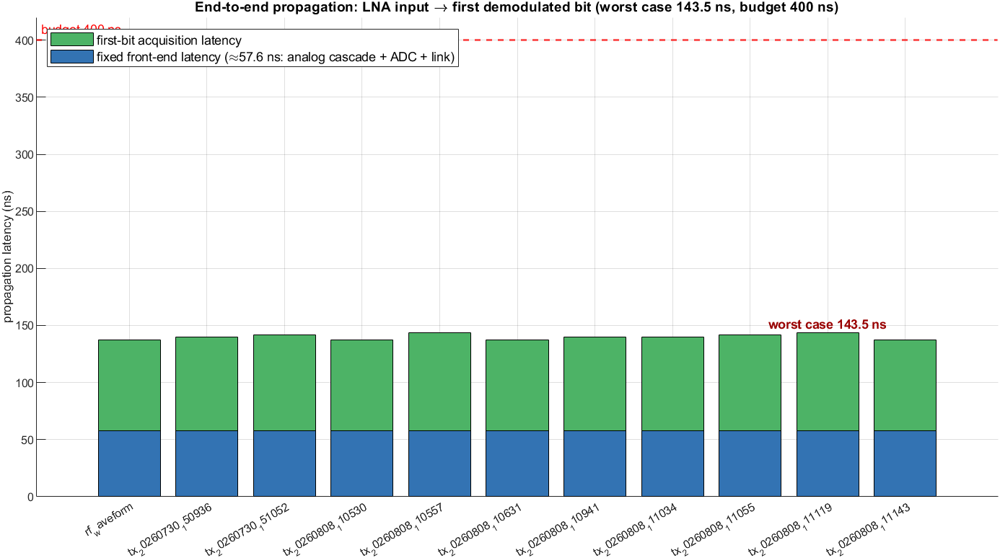 End-to-end propagation: LNA input → first demodulated bit (worst case 143.5 ns, budget 400 ns)
budget 400 ns
first-bit acquisition latency
fixed front-end latency (≈57.6 ns: analog cascade + ADC + link)
propagation latency (ns)
400
350
300
250
200
150
100
50
0
worst case 143.5 ns
rf_waveform
tx_20260730_150936
tx_20260730_151052
tx_20260808_110530
tx_20260808_110557
tx_20260808_110631
tx_20260808_110941
tx_20260808_111034
tx_20260808_111055
tx_20260808_111119
tx_20260808_111143